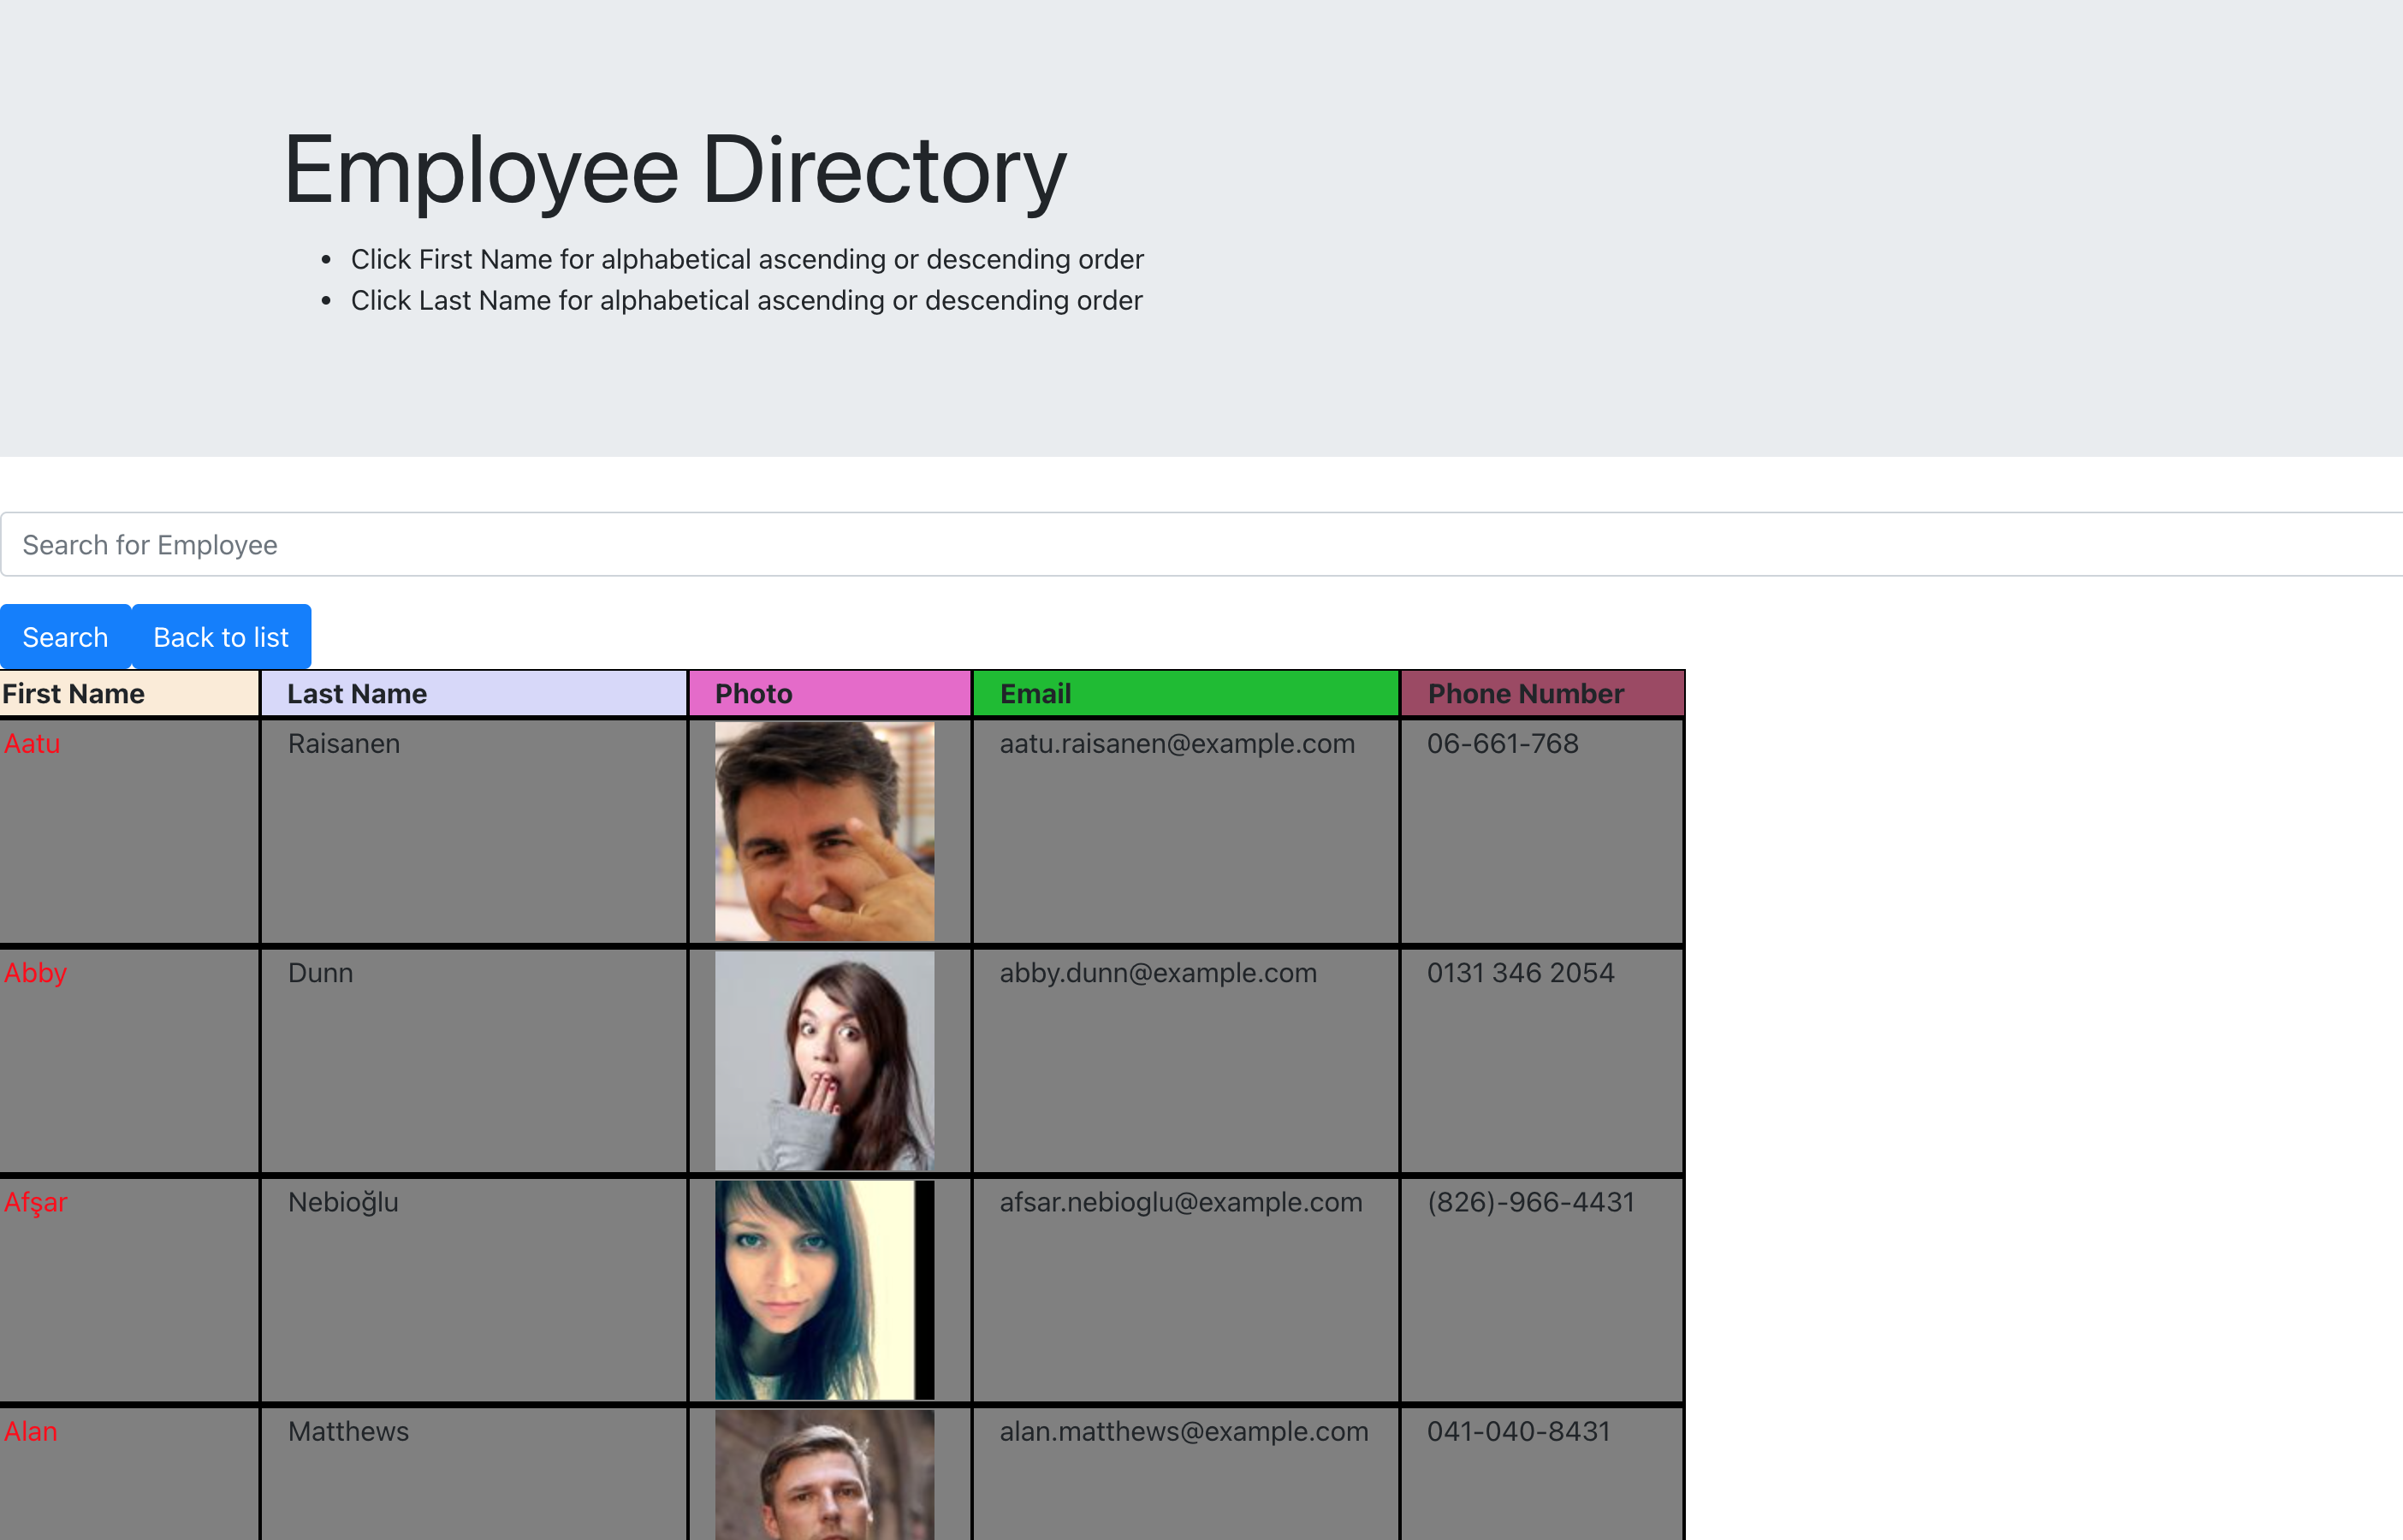 Employee Directory
Click First Name for alphabetical ascending or descending order
Click Last Name for alphabetical ascending or descending order
Search for Employee
Search Back to list
First Name Last Name Photo Email Phone Number
Aatu Raisanen aatu.raisanen@example.com 06-661-768
Abby Dunn abby.dunn@example.com 0131 346 2054
Afşar Nebioğlu afsar.nebioglu@example.com (826)-966-4431
Alan Matthews alan.matthews@example.com 041-040-8431